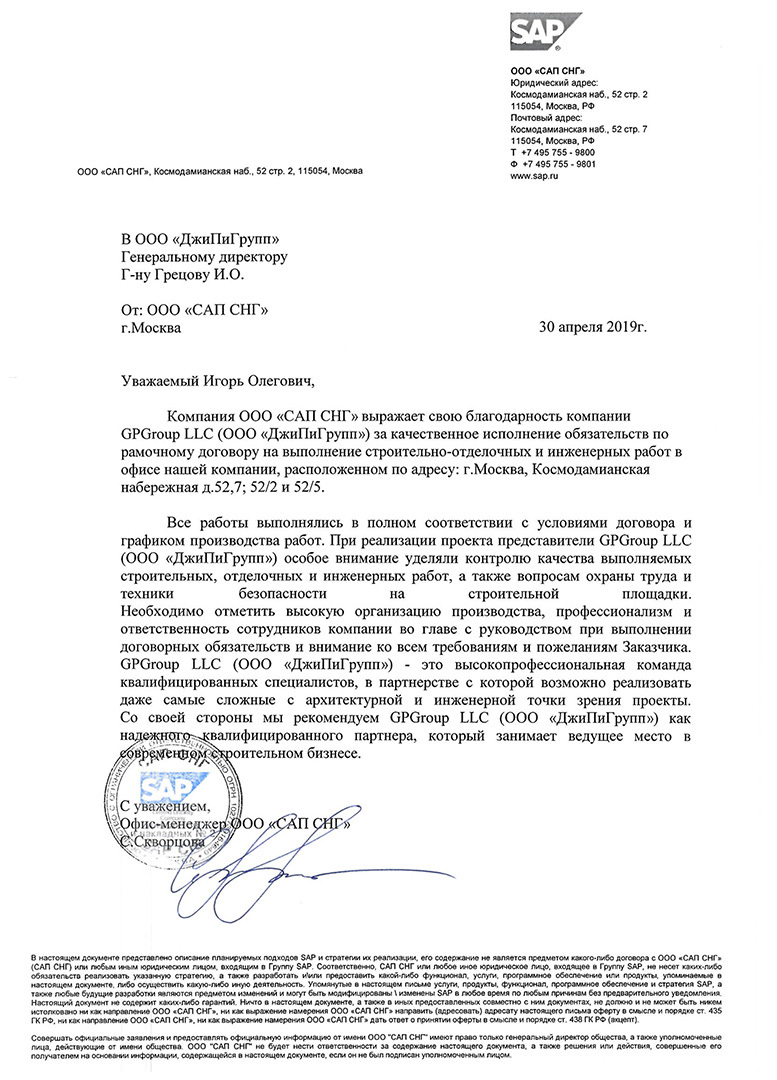 SAP
ООО «САП СНГ»
Юридический адрес:
Космодамианская наб., 52 стр. 2
115054, Москва, РФ
Почтовый адрес:
Космодамианская наб., 52 стр. 7
115054, Москва, РФ
Т +7 495 755 - 9800
Ф +7 495 755 - 9801
www.sap.ru
ООО «САП СНГ», Космодамианская наб., 52 стр. 2, 115054, Москва
В ООО «ДжиПиГрупп»
Генеральному директору
Г-ну Грецову И.О.
От: ООО «САП СНГ»
г.Москва
30 апреля 2019г.
Уважаемый Игорь Олегович,
Компания ООО «САП СНГ» выражает свою благодарность компании
GPGroup LLC (ООО «ДжиПиГрупп») за качественное исполнение обязательств по
рамочному договору на выполнение строительно-отделочных и инженерных работ в
офисе нашей компании, расположенном по адресу: г.Москва, Космодамианская
набережная д.52,7; 52/2 и 52/5.
Все работы выполнялись в полном соответствии с условиями договора и
графиком производства работ. При реализации проекта представители GPGroup LLC
(ООО «ДжиПиГрупп») особое внимание уделяли контролю качества выполняемых
строительных, отделочных и инженерных работ, а также вопросам охраны труда и
техники безопасности на строительной площадки.
Необходимо отметить высокую организацию производства, профессионализм и
ответственность сотрудников компании во главе с руководством при выполнении
договорных обязательств и внимание ко всем требованиям и пожеланиям Заказчика.
GPGroup LLC (ООО «ДжиПиГрупп») - это высокопрофессиональная команда
квалифицированных специалистов, в партнерстве с которой возможно реализовать
даже самые сложные с архитектурной и инженерной точки зрения проекты.
Со своей стороны мы рекомендуем GPGroup LLC (ООО «ДжиПиГрупп») как
надежного квалифицированного партнера, который занимает ведущее место в
современном строительном бизнесе.
САП СНГ
SAP
С уважением,
Офис-менеджер ООО «САП СНГ»
С.Скворцова
В настоящем документе представлено описание планируемых подходов SAP и стратегии их реализации, его содержание не является предметом какого-либо договора с ООО «САП СНГ»
(САП СНГ) или любым иным юридическим лицом, входящим в Группу SAP. Соответственно, САП СНГ или любое иное юридическое лицо, входящее в Группу SAP, не несет каких-либо
обязательств реализовать указанную стратегию, а также разработать и/или предоставить какой-либо функционал, услуги, программное обеспечение или продукты, упоминаемые в
настоящем документе, либо осуществить какую-либо иную деятельность. Упомянутые в настоящем письме услуги, продукты, функционал, программное обеспечение и стратегия SAP, а
также любые будущие разработки являются предметом изменений и могут быть модифицированы \ изменены SAP в любое время по любым причинам без предварительного уведомления.
Настоящий документ не содержит каких-либо гарантий. Ничто в настоящем документе, а также в иных предоставленных совместно с ним документах, не должно и не может быть никем
истолковано ни как направление ООО «САП СНГ», ни как выражение намерения ООО «САП СНГ» направить (адресовать) адресату настоящего письма оферту в смысле и порядке ст. 435
ГК РФ, ни как направление ООО «САП СНГ», ни как выражение намерения ООО «САП СНГ» дать ответ о принятии оферты в смысле и порядке ст. 438 ГК РФ (акцепт).
Совершать официальные заявления и предоставлять официальную информацию от имени ООО "САП СНГ" имеют право только генеральный директор общества, а также уполномоченные
лица, действующие от имени общества. ООО "САП СНГ" не будет нести ответственности за содержание настоящего документа, а также решения или действия, совершенные его
получателем на основании информации, содержащейся в настоящем документе, если он не был подписан уполномоченным лицом.